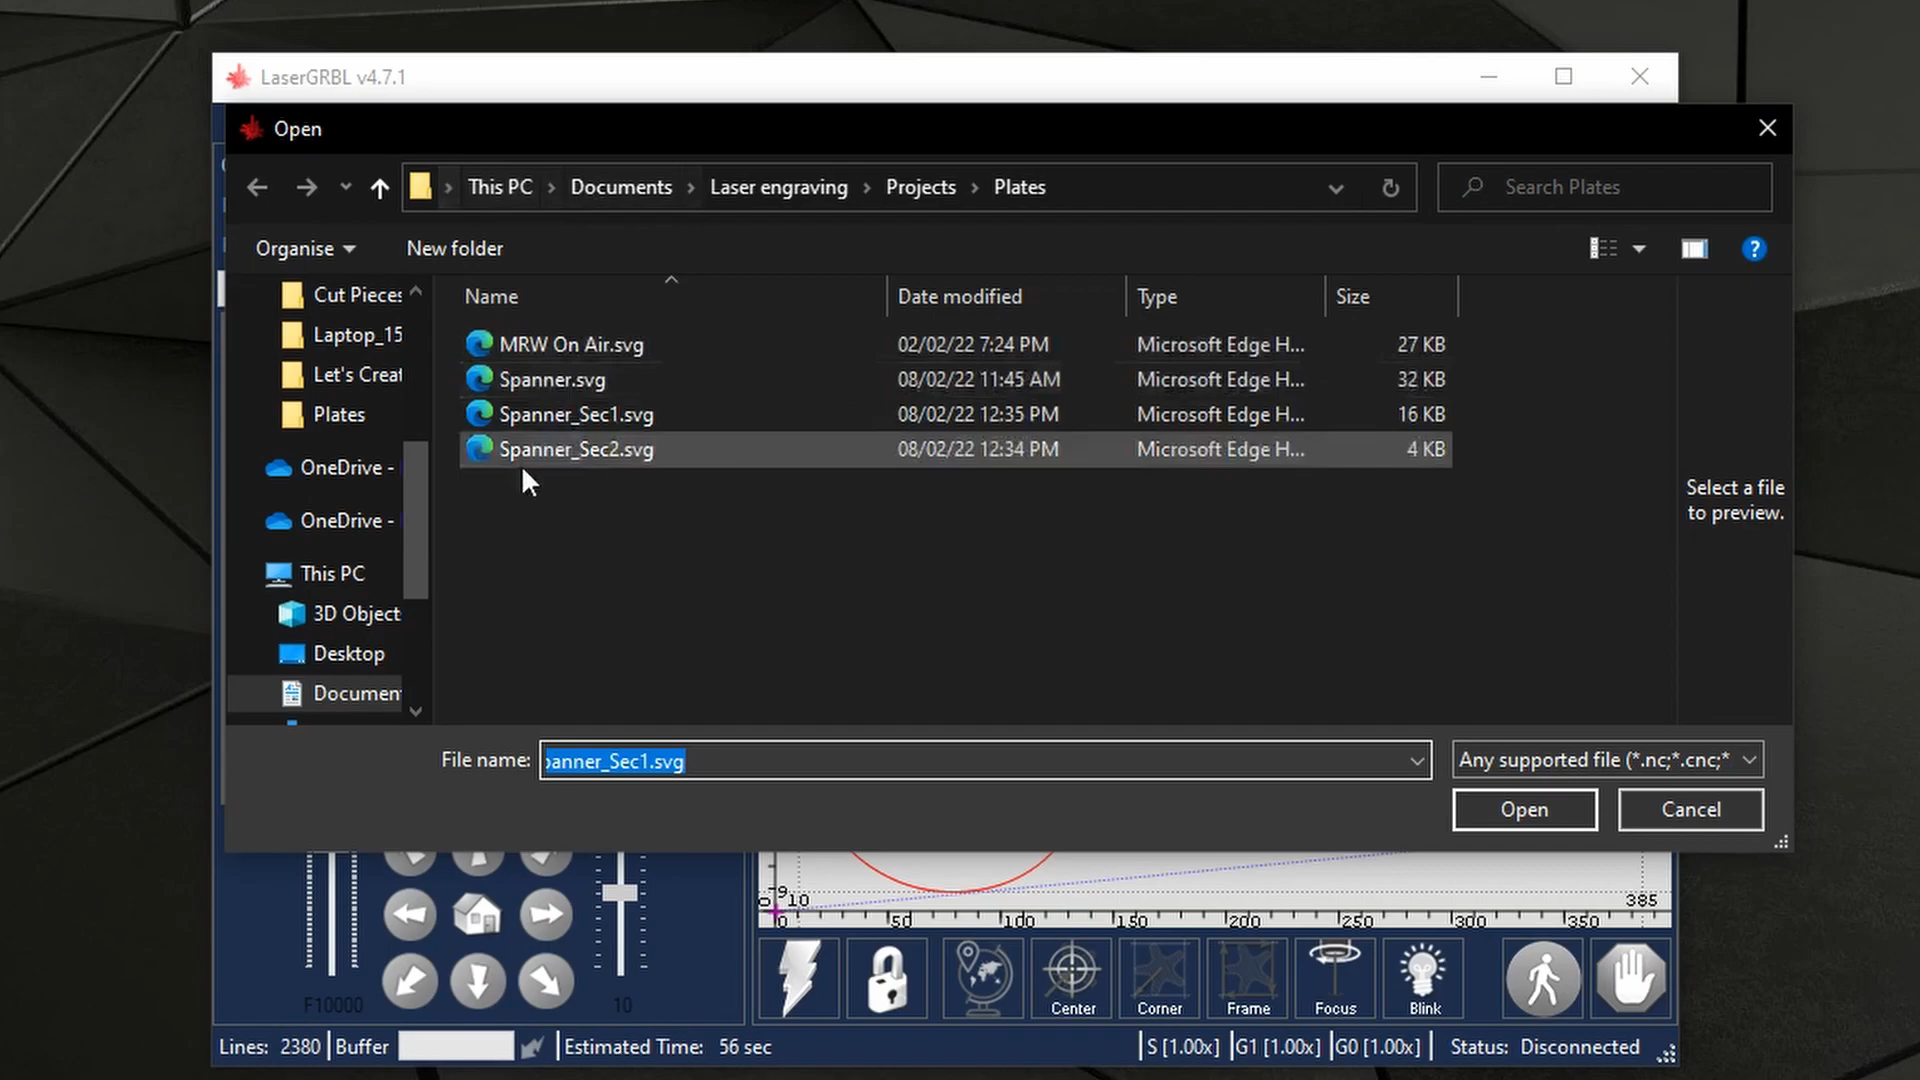 LaserGRBL v4.7.1
Open
This PC > Documents > Laser engraving > Projects > Plates
Search Plates
Organise
New folder
Name
Date modified
Type
Size
MRW On Air.svg 02/02/22 7:24 PM Microsoft Edge H... 27 KB
Spanner.svg 08/02/22 11:45 AM Microsoft Edge H... 32 KB
Spanner_Sec1.svg 08/02/22 12:35 PM Microsoft Edge H... 16 KB
Spanner_Sec2.svg 08/02/22 12:34 PM Microsoft Edge H... 4 KB
Cut Pieces
Laptop_15
Let's Creat
Plates
OneDrive -
OneDrive -
This PC
3D Object
Desktop
Documen
Select a file
to preview.
File name: panner_Sec1.svg
Any supported file (*.nc;*.cnc;*
Open
Cancel
-9
10
385
0 50 100 150 200 250 300 350
Center
Corner
Frame
Focus
Blink
F10000
10
Lines: 2380 Buffer Estimated Time: 56 sec S [1.00x] G1 [1.00x] G0 [1.00x] Status: Disconnected